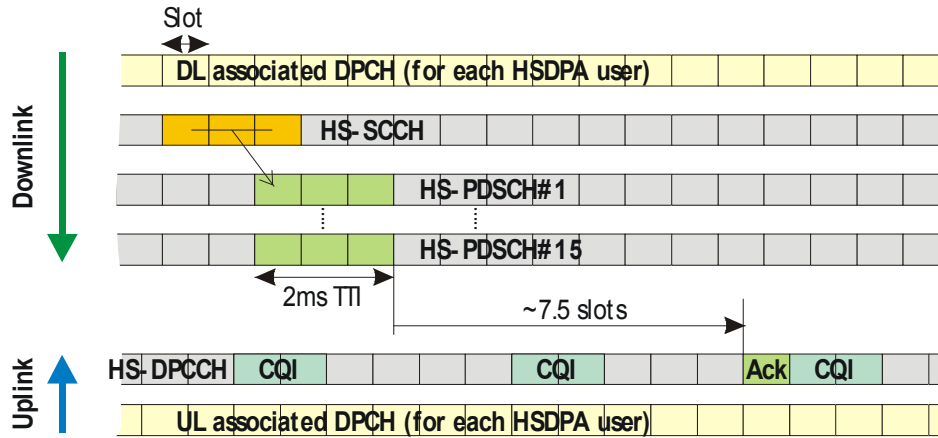 Slot
DL associated DPCH (for each HSDPA user)
HS-SCCH
Downlink
HS-PDSCH#1
HS-PDSCH#15
2ms TTI
~7.5 slots
HS-DPCCH CQI CQI Ack CQI
Uplink
UL associated DPCH (for each HSDPA user)